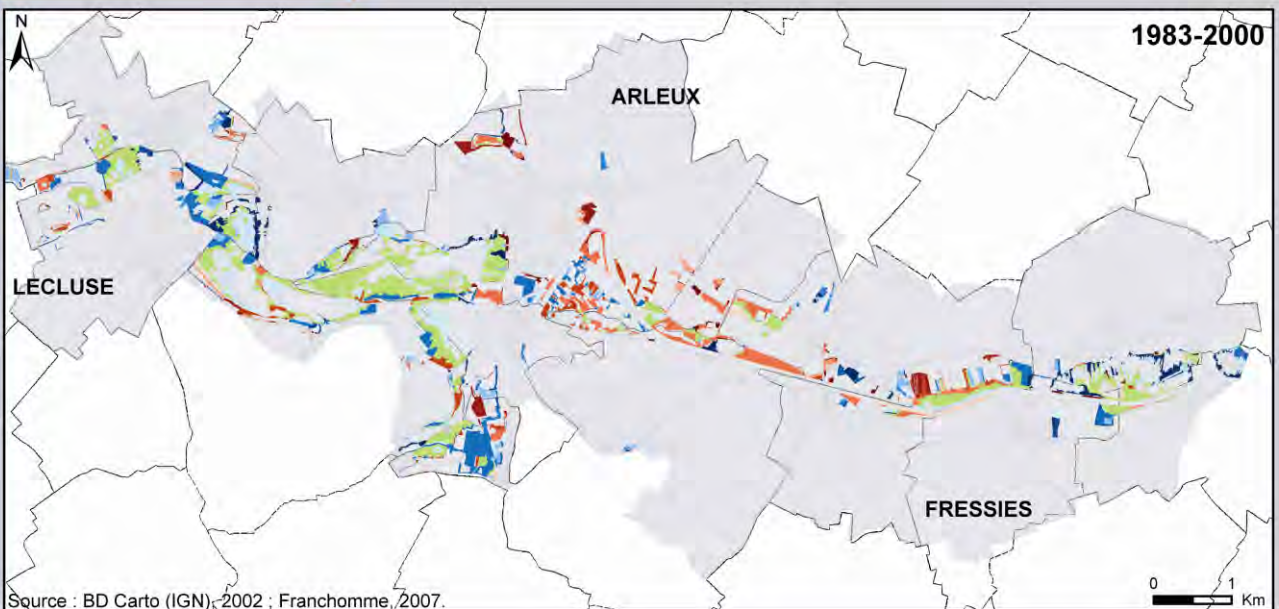 N
1983-2000
ARLEUX
LECLUSE
FRESSIES
0 1
Km
Source : BD Carto (IGN), 2002 ; Franchomme, 2007.